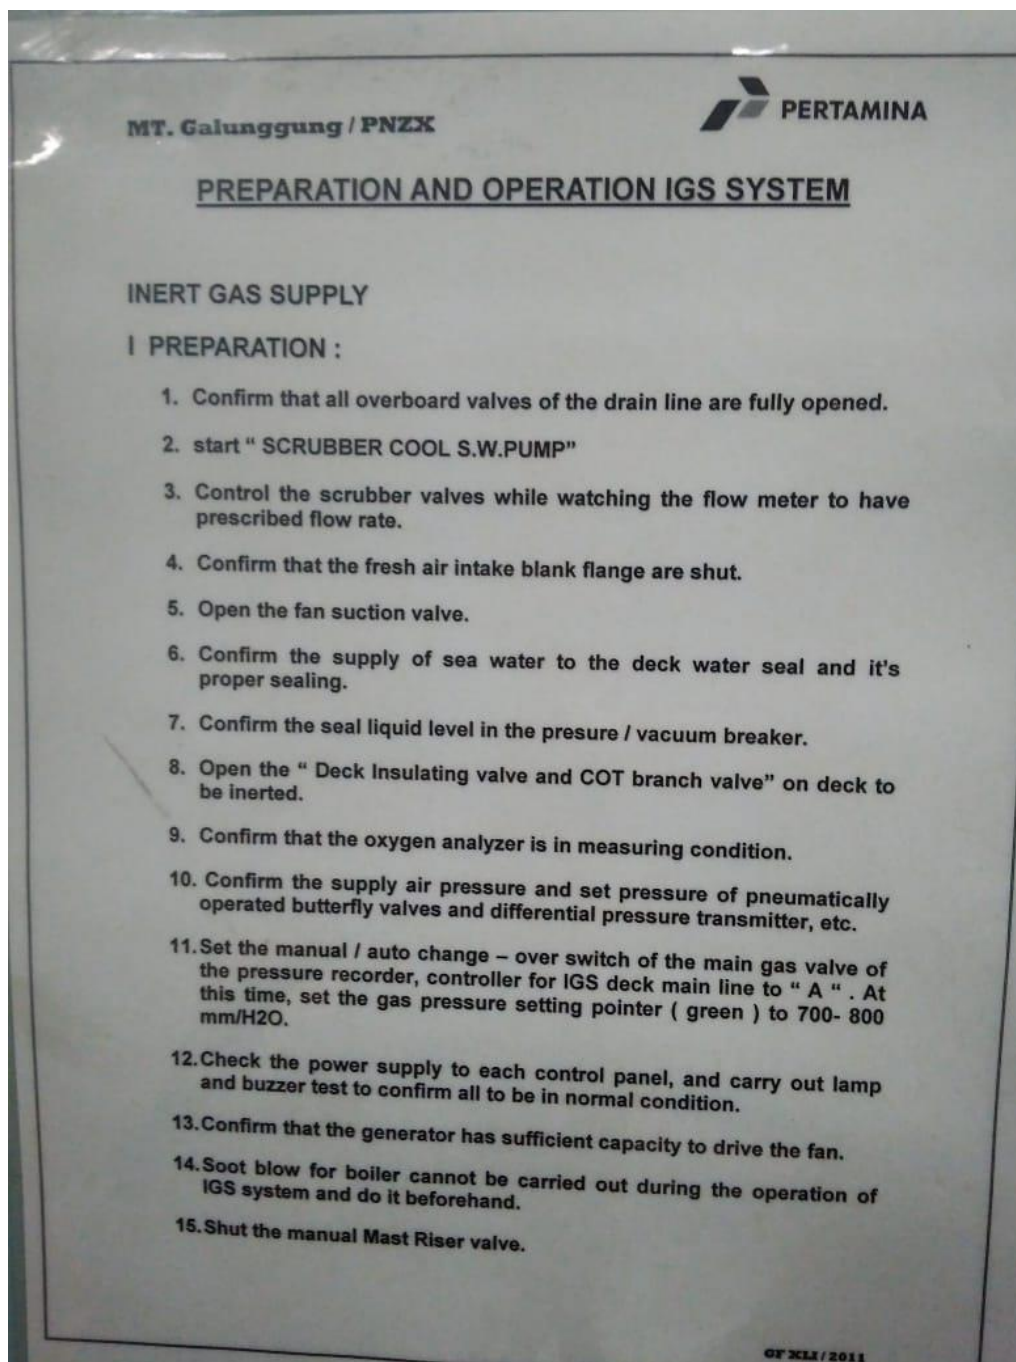 MT. Galunggung / PNZX
PERTAMINA
PREPARATION AND OPERATION IGS SYSTEM
INERT GAS SUPPLY
I PREPARATION :
1. Confirm that all overboard valves of the drain line are fully opened.
2. start “ SCRUBBER COOL S.W.PUMP”
3. Control the scrubber valves while watching the flow meter to have
prescribed flow rate.
4. Confirm that the fresh air intake blank flange are shut.
5. Open the fan suction valve.
6. Confirm the supply of sea water to the deck water seal and it's
proper sealing.
7. Confirm the seal liquid level in the presure / vacuum breaker.
8. Open the “ Deck Insulating valve and COT branch valve” on deck to
be inerted.
9. Confirm that the oxygen analyzer is in measuring condition.
10. Confirm the supply air pressure and set pressure of pneumatically
operated butterfly valves and differential pressure transmitter, etc.
11. Set the manual / auto change – over switch of the main gas valve of
the pressure recorder, controller for IGS deck main line to “ A “ . At
this time, set the gas pressure setting pointer ( green ) to 700- 800
mm/H2O.
12. Check the power supply to each control panel, and carry out lamp
and buzzer test to confirm all to be in normal condition.
13. Confirm that the generator has sufficient capacity to drive the fan.
14. Soot blow for boiler cannot be carried out during the operation of
IGS system and do it beforehand.
15. Shut the manual Mast Riser valve.
GF XLI / 2011